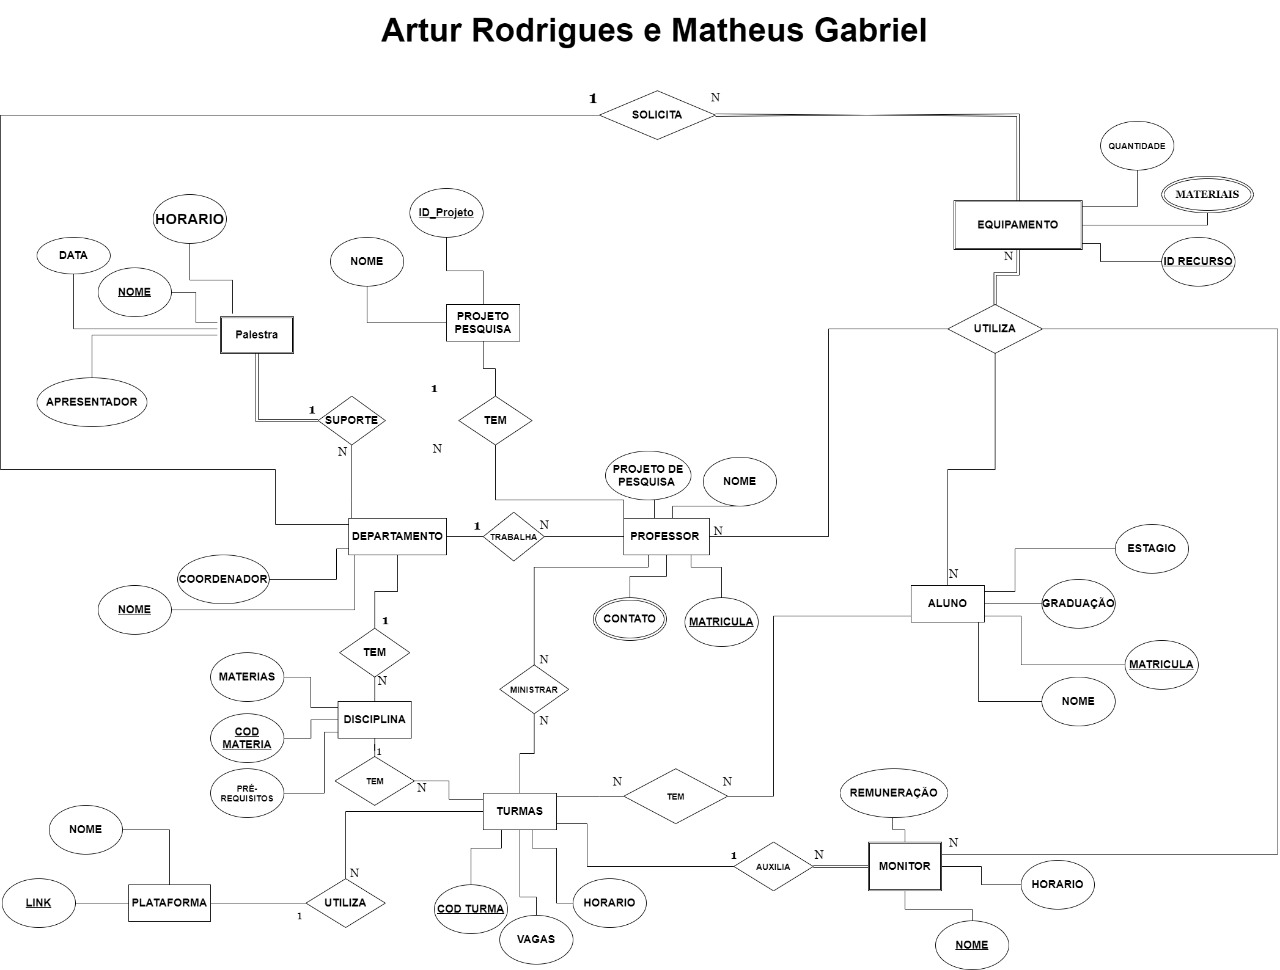 Artur Rodrigues e Matheus Gabriel
1
N
SOLICITA
QUANTIDADE
MATERIAIS
HORARIO
ID_Projeto
EQUIPAMENTO
DATA
NOME
ID RECURSO
N
NOME
PROJETO
PESQUISA
Palestra
UTILIZA
1
APRESENTADOR
1
SUPORTE
TEM
N
N
PROJETO DE
PESQUISA
NOME
1
N
DEPARTAMENTO
TRABALHA
PROFESSOR
N
ESTAGIO
COORDENADOR
N
NOME
ALUNO
GRADUAÇÃO
CONTATO
MATRICULA
1
TEM
N
MATRICULA
MATERIAS
N
MINISTRAR
NOME
DISCIPLINA
N
COD
MATERIA
1
TEM
N
PRÉ-
REQUISITOS
N
TEM
N
REMUNERAÇÃO
TURMAS
NOME
1
AUXILIA
N
N
MONITOR
N
HORARIO
LINK
PLATAFORMA
1
UTILIZA
COD TURMA
HORARIO
VAGAS
NOME